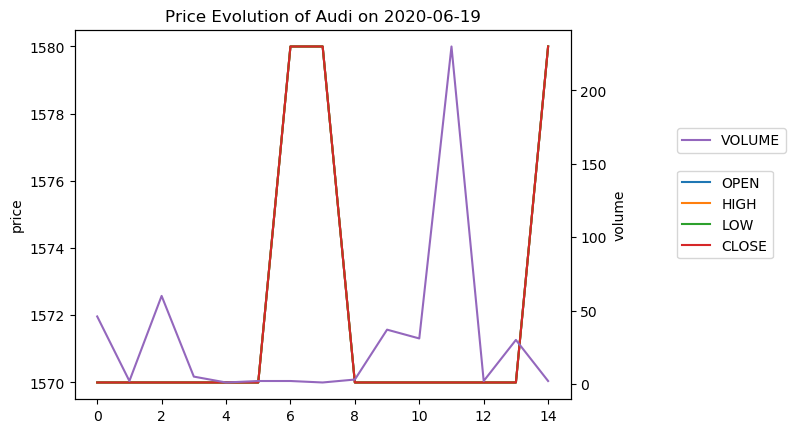 Price Evolution of Audi on 2020-06-19
1580
1578
1576
1574
1572
1570
price
0
2
4
6
8
10
12
14
200
150
100
50
0
volume
VOLUME
OPEN
HIGH
LOW
CLOSE